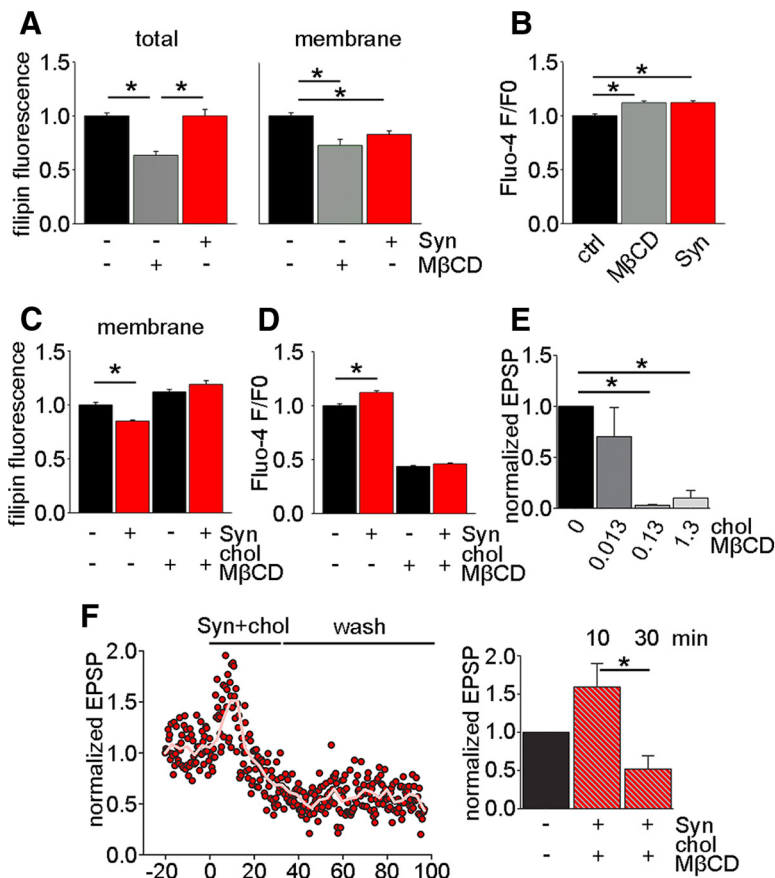 A
total
membrane
filipin fluorescence
1.5
1.0
0.5
0.0
* * * *
- - + - - + Syn
- + - - + - MβCD
B
Fluo-4 F/F0
1.5
1.0
0.5
0.0
* *
ctrl MβCD Syn
C
membrane
filipin fluorescence
1.5
1.0
0.5
0.0
*
- + - + Syn
chol
- - + + MβCD
D
Fluo-4 F/F0
1.5
1.0
0.5
0.0
*
- + - + Syn
chol
- - + + MβCD
E
normalized EPSP
1.5
1.0
0.5
0.0
* *
0 0.013 0.13 1.3 chol
MβCD
F
Syn+chol wash
normalized EPSP
2.0
1.5
1.0
0.5
0.0
-20 0 20 40 60 80 100
10 30 min
normalized EPSP
2.0
1.5
1.0
0.5
0.0
*
- + + Syn
chol
- + + MβCD